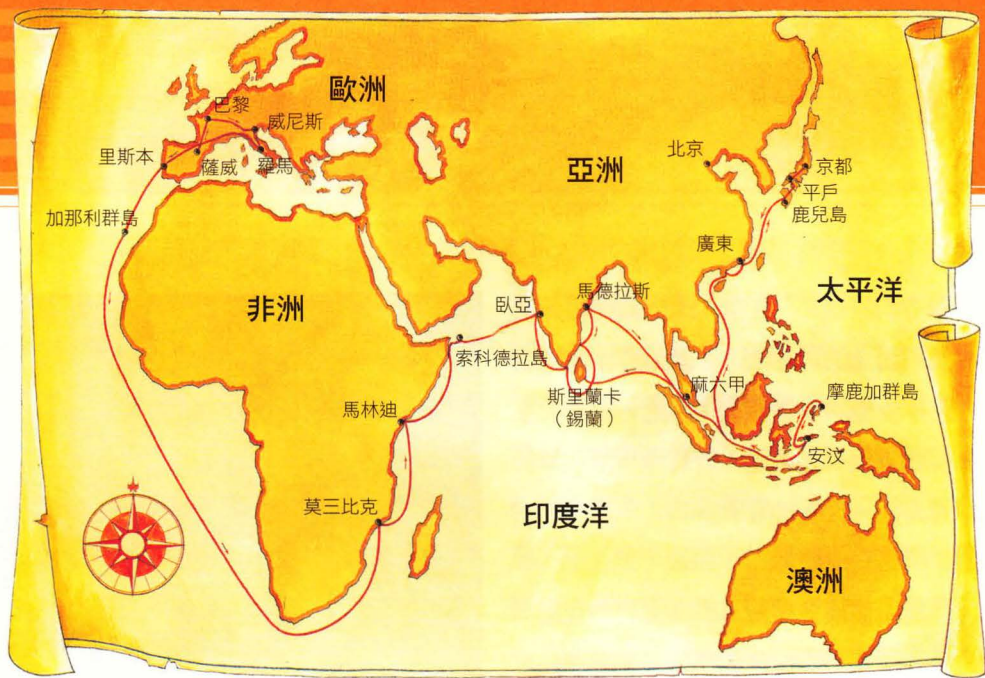 歐洲
巴黎
威尼斯
里斯本
薩威
羅馬
北京
亞洲
京都
平戶
鹿兒島
加那利群島
廣東
太平洋
非洲
臥亞
馬德拉斯
索科德拉島
斯里蘭卡
(錫蘭)
麻六甲
摩鹿加群島
馬林迪
安汶
莫三比克
印度洋
澳洲